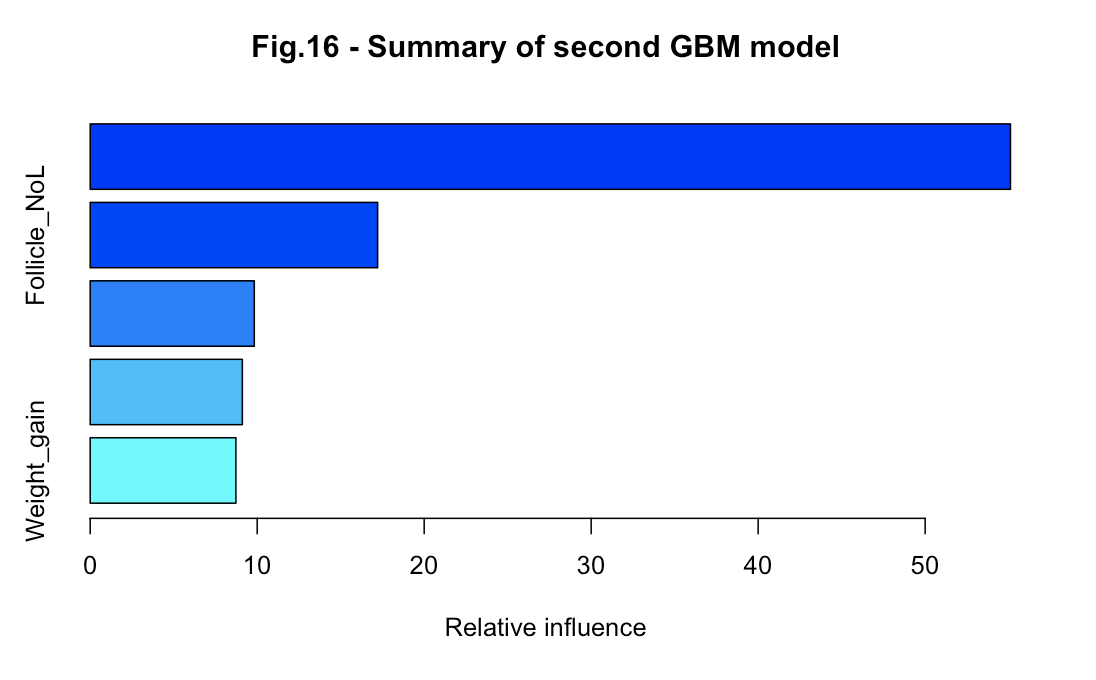 Fig.16 - Summary of second GBM model
Follicle_NoL
Weight_gain
0 10 20 30 40 50
Relative influence